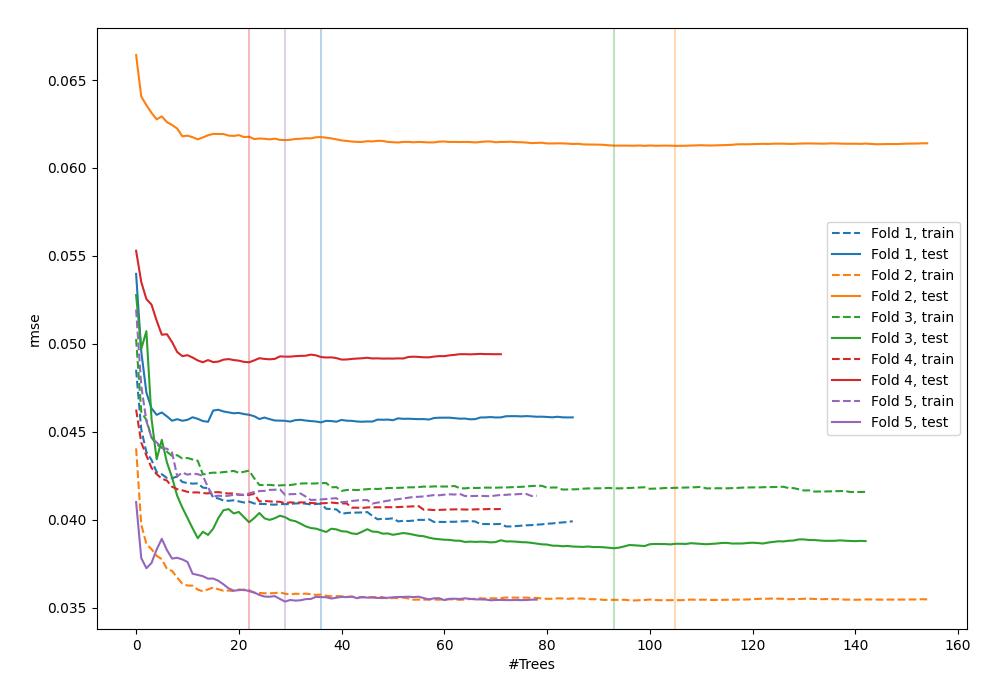 0.065
0.060
0.055
0.050
0.045
0.040
0.035
rmse
Fold 1, train
Fold 1, test
Fold 2, train
Fold 2, test
Fold 3, train
Fold 3, test
Fold 4, train
Fold 4, test
Fold 5, train
Fold 5, test
0 20 40 60 80 100 120 140 160
#Trees